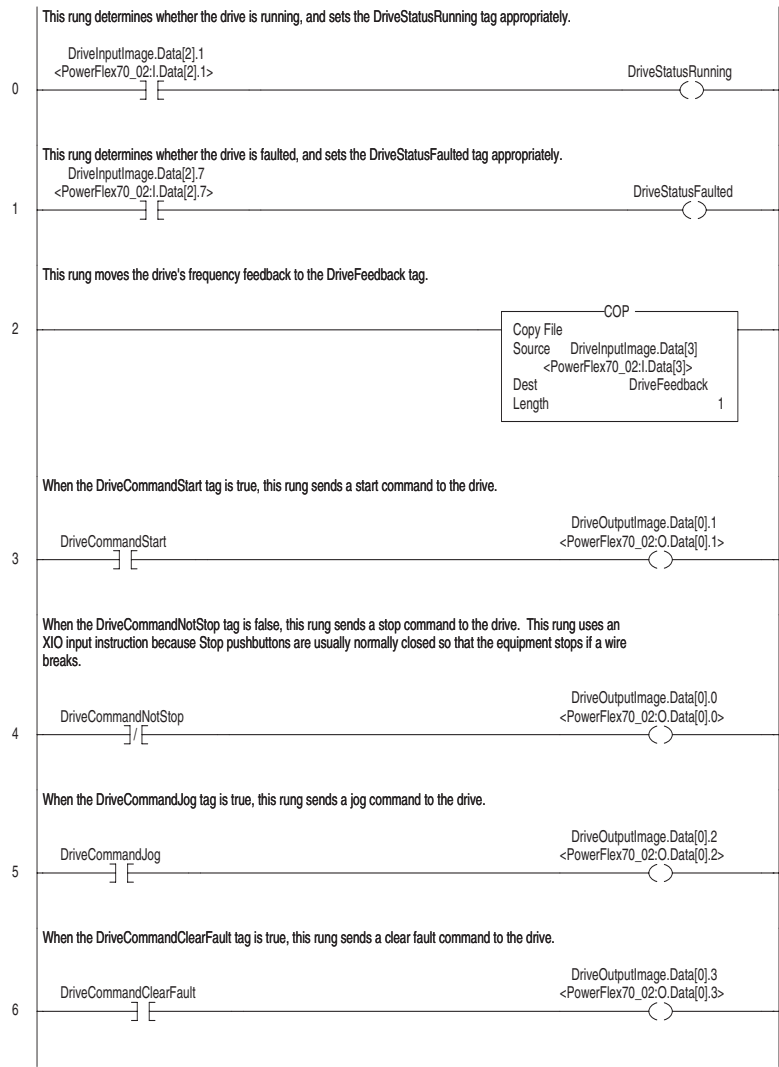 This rung determines whether the drive is running, and sets the DriveStatusRunning tag appropriately.
DriveInputImage.Data[2].1
<PowerFlex70_02:I.Data[2].1>
DriveStatusRunning
0
This rung determines whether the drive is faulted, and sets the DriveStatusFaulted tag appropriately.
DriveInputImage.Data[2].7
<PowerFlex70_02:I.Data[2].7>
DriveStatusFaulted
1
This rung moves the drive's frequency feedback to the DriveFeedback tag.
2
COP
Copy File
Source DriveInputImage.Data[3]
<PowerFlex70_02:I.Data[3]>
Dest DriveFeedback
Length 1
When the DriveCommandStart tag is true, this rung sends a start command to the drive.
DriveCommandStart
DriveOutputImage.Data[0].1
<PowerFlex70_02:O.Data[0].1>
3
When the DriveCommandNotStop tag is false, this rung sends a stop command to the drive. This rung uses an
XIO input instruction because Stop pushbuttons are usually normally closed so that the equipment stops if a wire
breaks.
DriveCommandNotStop
DriveOutputImage.Data[0].0
<PowerFlex70_02:O.Data[0].0>
4
When the DriveCommandJog tag is true, this rung sends a jog command to the drive.
DriveCommandJog
DriveOutputImage.Data[0].2
<PowerFlex70_02:O.Data[0].2>
5
When the DriveCommandClearFault tag is true, this rung sends a clear fault command to the drive.
DriveCommandClearFault
DriveOutputImage.Data[0].3
<PowerFlex70_02:O.Data[0].3>
6